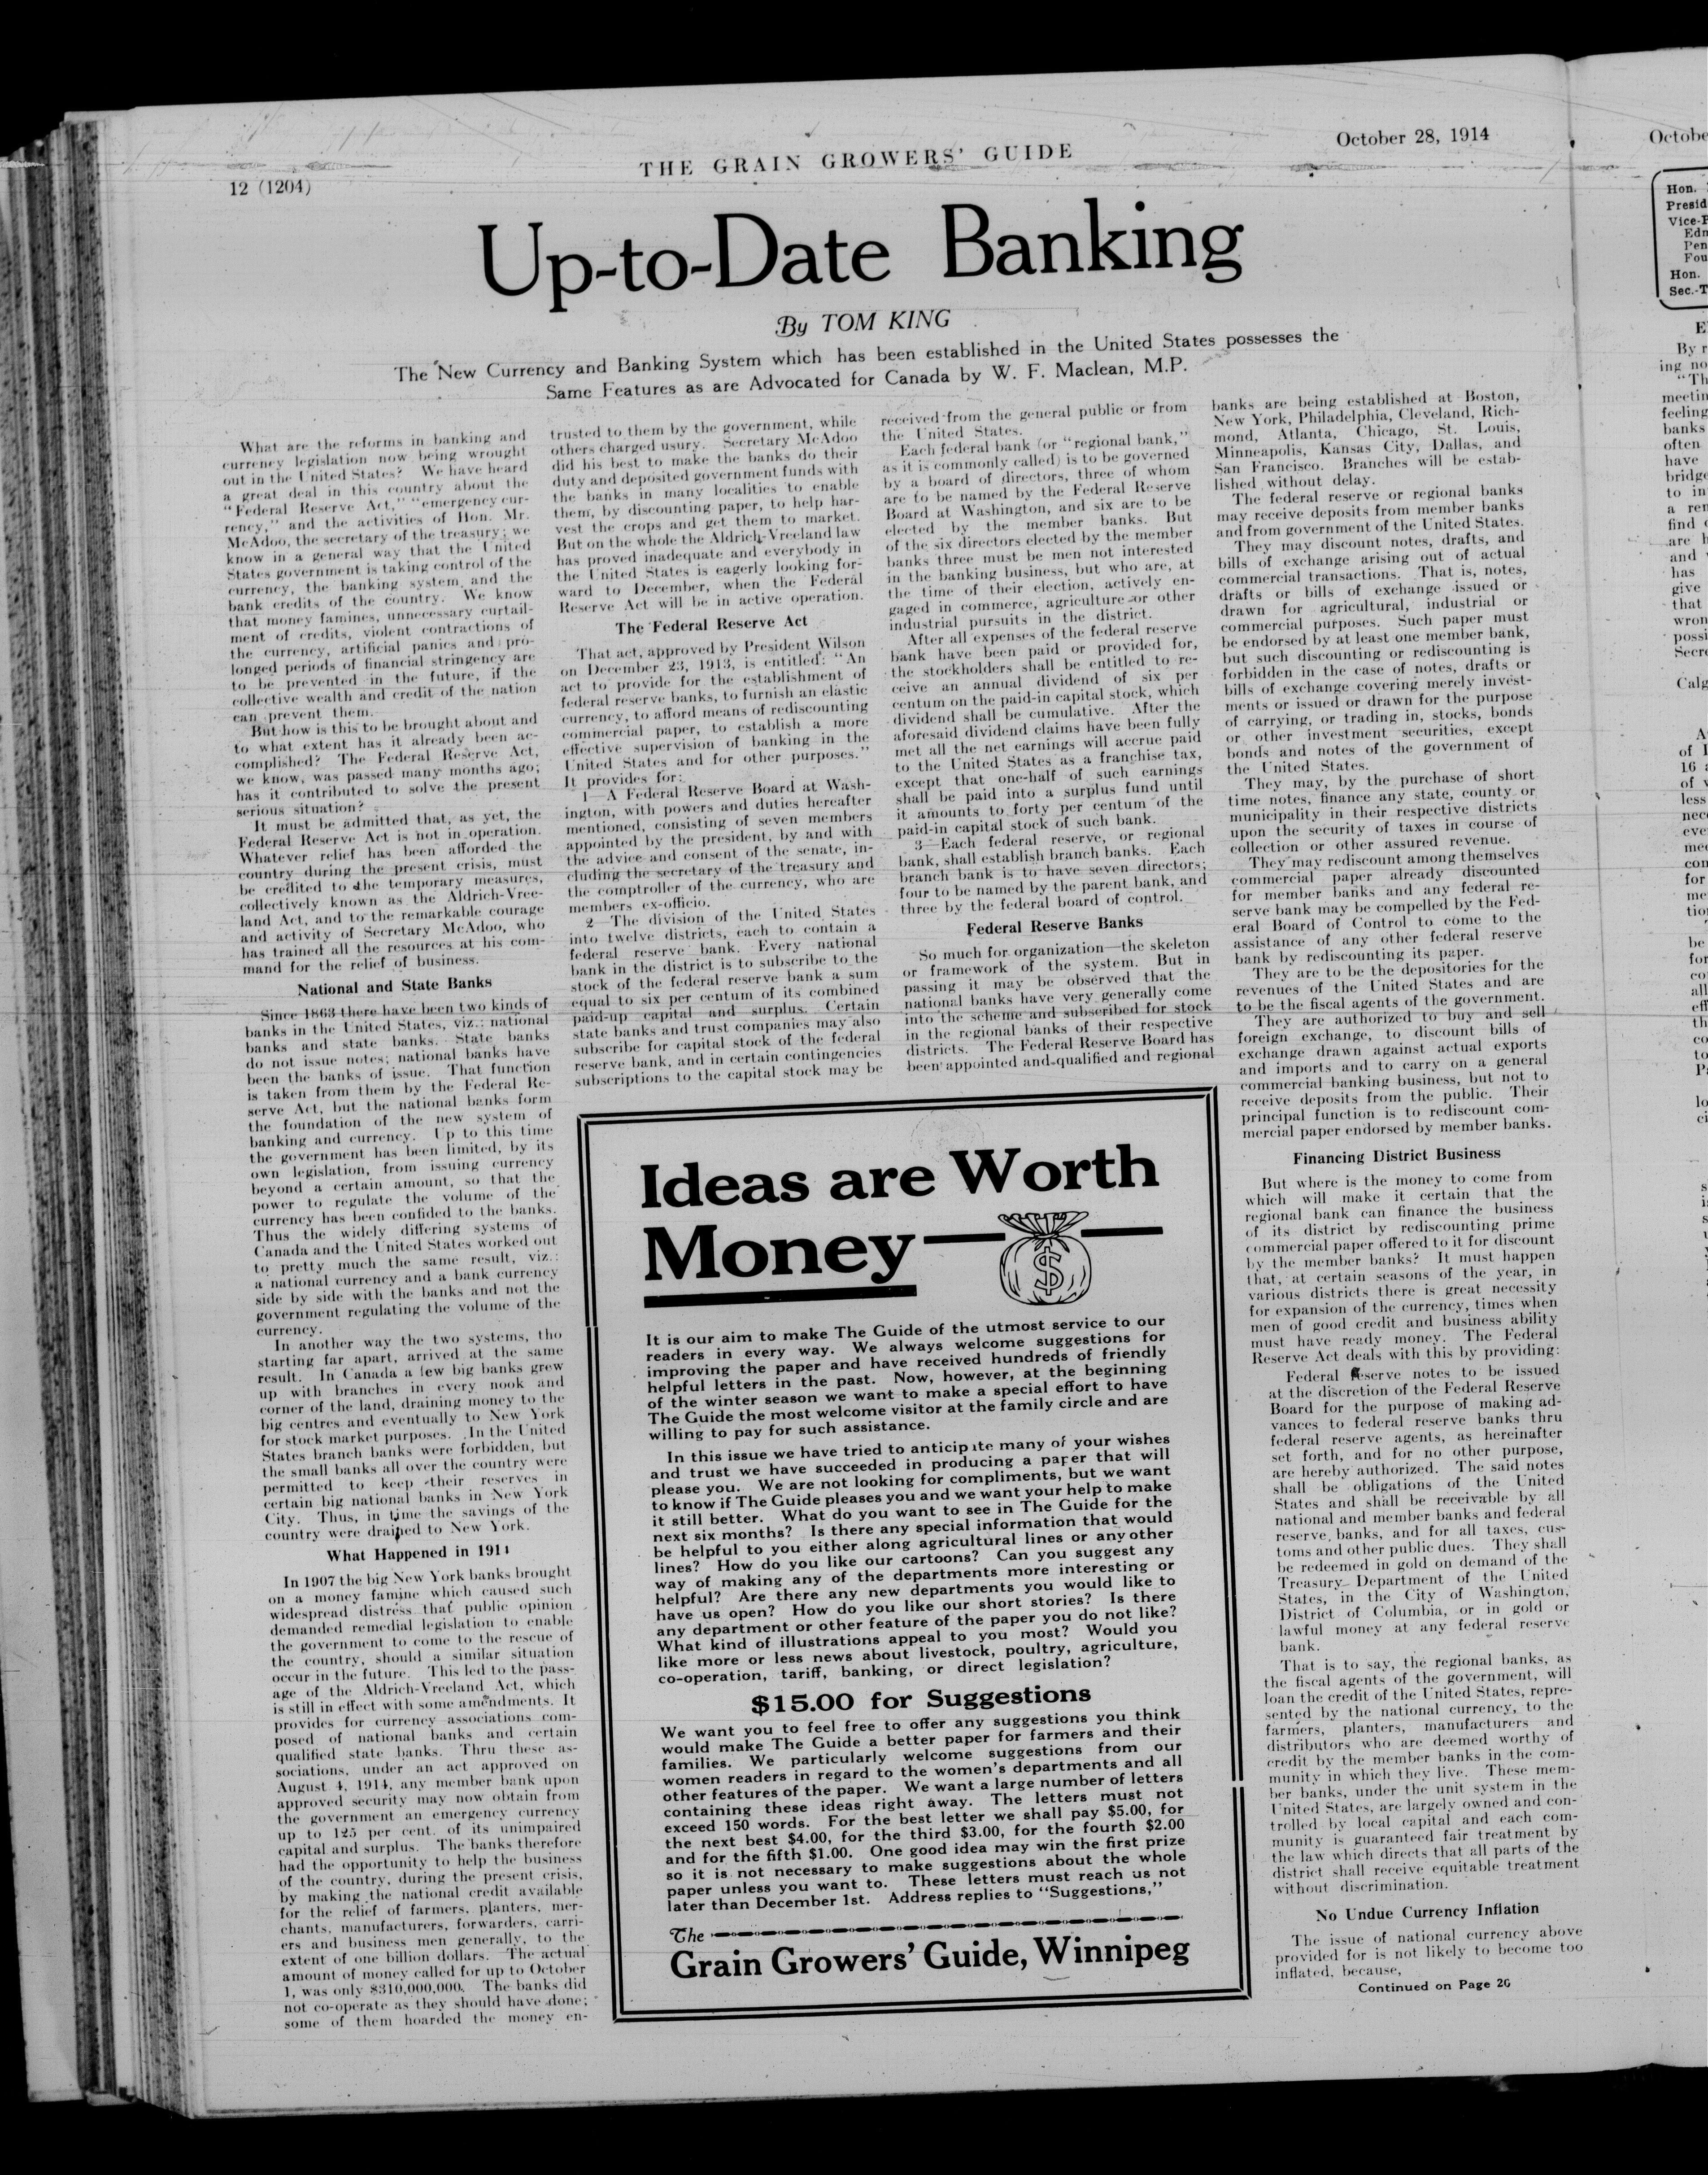 12 (1204)
THE GRAIN GROWERS' GUIDE
October 28, 1914
Up-to-Date Banking
By TOM KING
The New Currency and Banking System which has been established in the United States possesses the
Same Features as are Advocated for Canada by W. F. Maclean, M.P.
What are the reforms in banking and
currency legislation now being wrought
out in the United States? We have heard
a great deal in this country about the
"Federal Reserve Act," "emergency cur-
rency," and the activities of Hon. Mr.
McAdoo, the secretary of the treasury; we
know in a general way that the United
States government is taking control of the
currency, the banking system and the
bank credits of the country. We know
that money famines, unnecessary curtail-
ment of credits, violent contractions of
the currency, artificial panics and pro-
longed periods of financial stringency are
to be prevented in the future, if the
collective wealth and credit of the nation
can prevent them.
But how is this to be brought about and
to what extent has it already been ac-
complished? The Federal Reserve Act,
we know, was passed many months ago;
has it contributed to solve the present
serious situation?
It must be admitted that, as yet, the
Federal Reserve Act is not in operation.
Whatever relief has been afforded the
country during the present crisis, must
be credited to the temporary measures,
collectively known as the Aldrich-Vree-
land Act, and to the remarkable courage
and activity of Secretary McAdoo, who
has trained all the resources at his com-
mand for the relief of business.
National and State Banks
Since 1863 there have been two kinds of
banks in the United States, viz.: national
banks and state banks. State banks
do not issue notes; national banks have
been the banks of issue. That function
is taken from them by the Federal Re-
serve Act, but the national banks form
the foundation of the new system of
banking and currency. Up to this time
the government has been limited, by its
own legislation, from issuing currency
beyond a certain amount, so that the
power to regulate the volume of the
currency has been confided to the banks.
Thus the widely differing systems of
Canada and the United States worked out
to pretty much the same result, viz.:
a national currency and a bank currency
side by side with the banks and not the
government regulating the volume of the
currency.
In another way the two systems, tho
starting far apart, arrived at the same
result. In Canada a few big banks grew
up with branches in every nook and
corner of the land, draining money to the
big centres and eventually to New York
for stock market purposes. In the United
States branch banks were forbidden, but
the small banks all over the country were
permitted to keep their reserves in
certain big national banks in New York
City. Thus, in time the savings of the
country were drained to New York.
What Happened in 1914
In 1907 the big New York banks brought
on a money famine which caused such
widespread distress that public opinion
demanded remedial legislation to enable
the government to come to the rescue of
the country, should a similar situation
occur in the future. This led to the pass-
age of the Aldrich-Vreeland Act, which
is still in effect with some amendments. It
provides for currency associations com-
posed of national banks and certain
qualified state banks. Thru these as-
sociations, under an act approved on
August 4, 1914, any member bank upon
approved security may now obtain from
the government an emergency currency
up to 125 per cent. of its unimpaired
capital and surplus. The banks therefore
had the opportunity to help the business
of the country, during the present crisis,
by making the national credit available
for the relief of farmers, planters, mer-
chants, manufacturers, forwarders, carri-
ers and business men generally, to the
extent of one billion dollars. The actual
amount of money called for up to October
1, was only $310,000,000. The banks did
not co-operate as they should have done;
some of them hoarded the money en-
trusted to them by the government, while
others charged usury. Secretary McAdoo
did his best to make the banks do their
duty and deposited government funds with
the banks in many localities to enable
them, by discounting paper, to help har-
vest the crops and get them to market.
But on the whole the Aldrich-Vreeland law
has proved inadequate and everybody in
the United States is eagerly looking for-
ward to December, when the Federal
Reserve Act will be in active operation.
The Federal Reserve Act
That act, approved by President Wilson
on December 23, 1913, is entitled: "An
act to provide for the establishment of
federal reserve banks, to furnish an elastic
currency, to afford means of rediscounting
commercial paper, to establish a more
effective supervision of banking in the
United States and for other purposes."
It provides for:
1—A Federal Reserve Board at Wash-
ington, with powers and duties hereafter
mentioned, consisting of seven members
appointed by the president, by and with
the advice and consent of the senate, in-
cluding the secretary of the treasury and
the comptroller of the currency, who are
members ex-officio.
2—The division of the United States
into twelve districts, each to contain a
federal reserve bank. Every national
bank in the district is to subscribe to the
stock of the federal reserve bank a sum
equal to six per centum of its combined
paid-up capital and surplus. Certain
state banks and trust companies may also
subscribe for capital stock of the federal
reserve bank, and in certain contingencies
subscriptions to the capital stock may be
received from the general public or from
the United States.
Each federal bank (or "regional bank,"
as it is commonly called) is to be governed
by a board of directors, three of whom
are to be named by the Federal Reserve
Board at Washington, and six are to be
elected by the member banks. But
of the six directors elected by the member
banks three must be men not interested
in the banking business, but who are, at
the time of their election, actively en-
gaged in commerce, agriculture or other
industrial pursuits in the district.
After all expenses of the federal reserve
bank have been paid or provided for,
the stockholders shall be entitled to re-
ceive an annual dividend of six per
centum on the paid-in capital stock, which
dividend shall be cumulative. After the
aforesaid dividend claims have been fully
met all the net earnings will accrue paid
to the United States as a franchise tax,
except that one-half of such earnings
shall be paid into a surplus fund until
it amounts to forty per centum of the
paid-in capital stock of such bank.
3—Each federal reserve, or regional
bank, shall establish branch banks. Each
branch bank is to have seven directors;
four to be named by the parent bank, and
three by the federal board of control.
Federal Reserve Banks
So much for organization—the skeleton
or framework of the system. But in
passing it may be observed that the
national banks have very generally come
into the scheme and subscribed for stock
in the regional banks of their respective
districts. The Federal Reserve Board has
been appointed and qualified and regional
banks are being established at Boston,
New York, Philadelphia, Cleveland, Rich-
mond, Atlanta, Chicago, St. Louis,
Minneapolis, Kansas City, Dallas, and
San Francisco. Branches will be estab-
lished without delay.
The federal reserve or regional banks
may receive deposits from member banks
and from government of the United States.
They may discount notes, drafts, and
bills of exchange arising out of actual
commercial transactions. That is, notes,
drafts or bills of exchange issued or
drawn for agricultural, industrial or
commercial purposes. Such paper must
be endorsed by at least one member bank,
but such discounting or rediscounting is
forbidden in the case of notes, drafts or
bills of exchange covering merely invest-
ments or issued or drawn for the purpose
of carrying, or trading in, stocks, bonds
or other investment securities, except
bonds and notes of the government of
the United States.
They may, by the purchase of short
time notes, finance any state, county or
municipality in their respective districts
upon the security of taxes in course of
collection or other assured revenue.
They may rediscount among themselves
commercial paper already discounted
for member banks and any federal re-
serve bank may be compelled by the Fed-
eral Board of Control to come to the
assistance of any other federal reserve
bank by rediscounting its paper.
They are to be the depositories for the
revenues of the United States and are
to be the fiscal agents of the government.
They are authorized to buy and sell
foreign exchange, to discount bills of
exchange drawn against actual exports
and imports and to carry on a general
commercial banking business, but not to
receive deposits from the public. Their
principal function is to rediscount com-
mercial paper endorsed by member banks.
Financing District Business
But where is the money to come from
which will make it certain that the
regional bank can finance the business
of its district by rediscounting prime
commercial paper offered to it for discount
by the member banks? It must happen
that, at certain seasons of the year, in
various districts there is great necessity
for expansion of the currency, times when
men of good credit and business ability
must have ready money. The Federal
Reserve Act deals with this by providing:
Federal Reserve notes to be issued
at the discretion of the Federal Reserve
Board for the purpose of making ad-
vances to federal reserve banks thru
federal reserve agents, as hereinafter
set forth, and for no other purpose,
are hereby authorized. The said notes
shall be obligations of the United
States and shall be receivable by all
national and member banks and federal
reserve banks, and for all taxes, cus-
toms and other public dues. They shall
be redeemed in gold on demand of the
Treasury Department of the United
States, in the City of Washington,
District of Columbia, or in gold or
lawful money at any federal reserve
bank.
That is to say, the regional banks, as
the fiscal agents of the government, will
loan the credit of the United States, repre-
sented by the national currency, to the
farmers, planters, manufacturers and
distributors who are deemed worthy of
credit by the member banks in the com-
munity in which they live. These mem-
ber banks, under the unit system in the
United States, are largely owned and con-
trolled by local capital and each com-
munity is guaranteed fair treatment by
the law which directs that all parts of the
district shall receive equitable treatment
without discrimination.
No Undue Currency Inflation
The issue of national currency above
provided for is not likely to become too
inflated, because,
Continued on Page 26
Ideas are Worth
Money
$
It is our aim to make The Guide of the utmost service to our
readers in every way. We always welcome suggestions for
improving the paper and have received hundreds of friendly
helpful letters in the past. Now, however, at the beginning
of the winter season we want to make a special effort to have
The Guide the most welcome visitor at the family circle and are
willing to pay for such assistance.
In this issue we have tried to anticipate many of your wishes
and trust we have succeeded in producing a paper that will
please you. We are not looking for compliments, but we want
to know if The Guide pleases you and we want your help to make
it still better. What do you want to see in The Guide for the
next six months? Is there any special information that would
be helpful to you either along agricultural lines or any other
lines? How do you like our cartoons? Can you suggest any
way of making any of the departments more interesting or
helpful? Are there any new departments you would like to
have us open? How do you like our short stories? Is there
any department or other feature of the paper you do not like?
What kind of illustrations appeal to you most? Would you
like more or less news about livestock, poultry, agriculture,
co-operation, tariff, banking, or direct legislation?
$15.00 for Suggestions
We want you to feel free to offer any suggestions you think
would make The Guide a better paper for farmers and their
families. We particularly welcome suggestions from our
women readers in regard to the women's departments and all
other features of the paper. We want a large number of letters
containing these ideas right away. The letters must not
exceed 150 words. For the best letter we shall pay $5.00, for
the next best $4.00, for the third $3.00, for the fourth $2.00
and for the fifth $1.00. One good idea may win the first prize
so it is not necessary to make suggestions about the whole
paper unless you want to. These letters must reach us not
later than December 1st. Address replies to "Suggestions,"
The
Grain Growers' Guide, Winnipeg
Octobe
Hon.
Presid
Vice-P
Edn
Pen
Fou
Hon.
Sec.-T